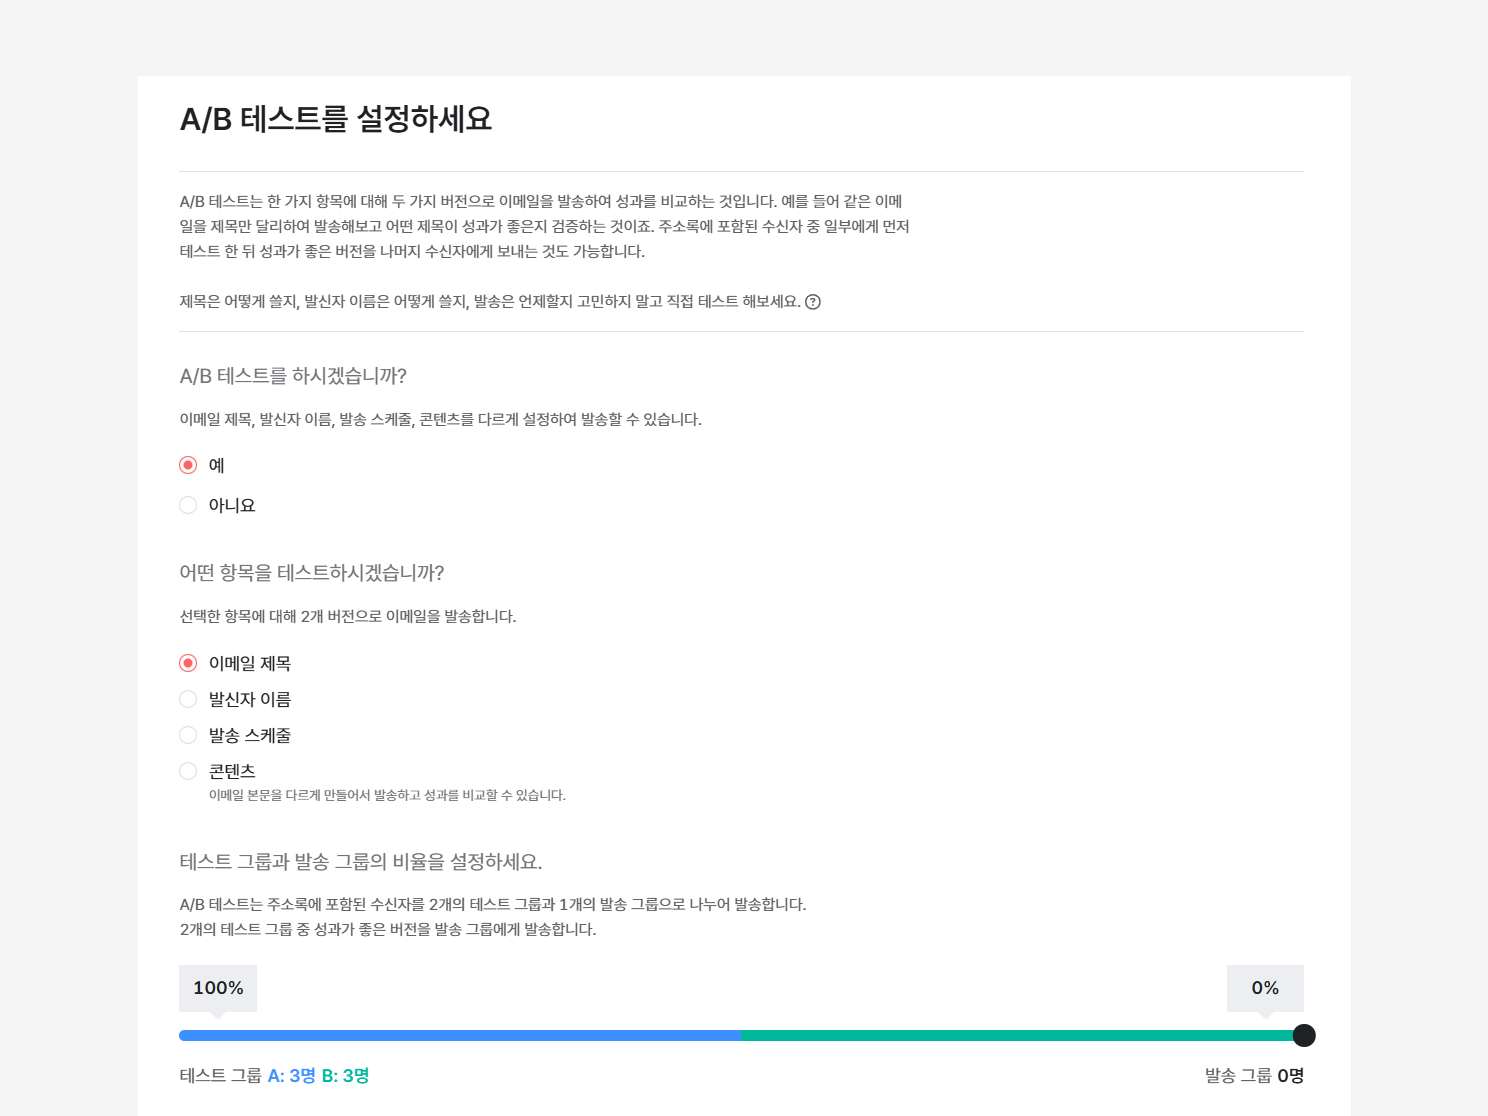 A/B 테스트를 설정하세요
A/B 테스트는 한 가지 항목에 대해 두 가지 버전으로 이메일을 발송하여 성과를 비교하는 것입니다. 예를 들어 같은 이메
일을 제목만 달리하여 발송해보고 어떤 제목이 성과가 좋은지 검증하는 것이죠. 주소록에 포함된 수신자 중 일부에게 먼저
테스트 한 뒤 성과가 좋은 버전을 나머지 수신자에게 보내는 것도 가능합니다.
제목은 어떻게 쓸지, 발신자 이름은 어떻게 쓸지, 발송은 언제할지 고민하지 말고 직접 테스트 해보세요. ?
A/B 테스트를 하시겠습니까?
이메일 제목, 발신자 이름, 발송 스케줄, 콘텐츠를 다르게 설정하여 발송할 수 있습니다.
예
아니요
어떤 항목을 테스트하시겠습니까?
선택한 항목에 대해 2개 버전으로 이메일을 발송합니다.
이메일 제목
발신자 이름
발송 스케줄
콘텐츠
이메일 본문을 다르게 만들어서 발송하고 성과를 비교할 수 있습니다.
테스트 그룹과 발송 그룹의 비율을 설정하세요.
A/B 테스트는 주소록에 포함된 수신자를 2개의 테스트 그룹과 1개의 발송 그룹으로 나누어 발송합니다.
2개의 테스트 그룹 중 성과가 좋은 버전을 발송 그룹에게 발송합니다.
100% 0%
테스트 그룹 A: 3명 B: 3명 발송 그룹 0명